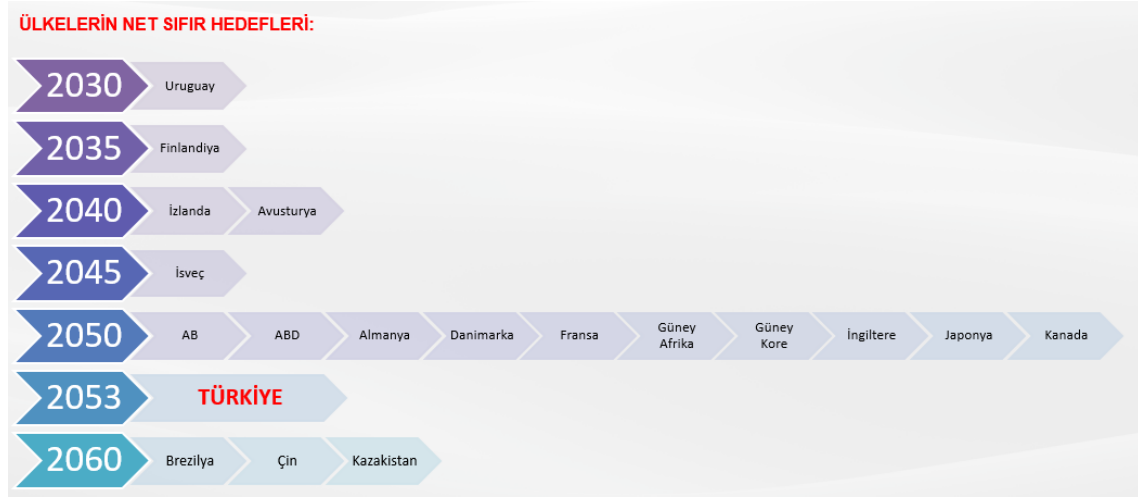 ÜLKELERİN NET SIFIR HEDEFLERİ:
2030 Uruguay
2035 Finlandiya
2040 İzlanda Avusturya
2045 İsveç
2050 AB ABD Almanya Danimarka Fransa Güney Afrika Güney Kore İngiltere Japonya Kanada
2053 TÜRKİYE
2060 Brezilya Çin Kazakistan